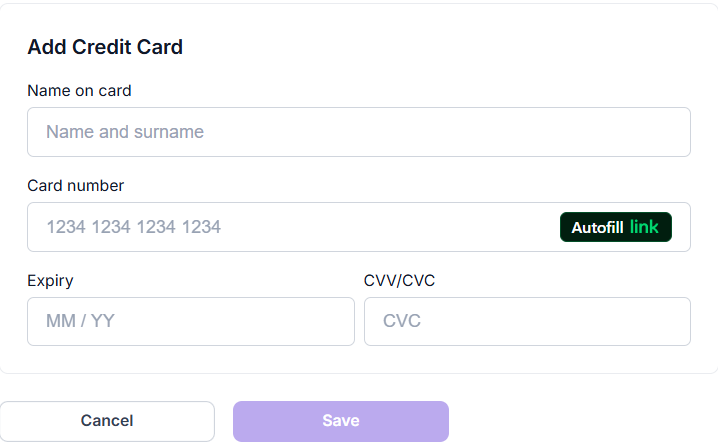 Add Credit Card
Name on card
Name and surname
Card number
1234 1234 1234 1234 Autofill link
Expiry CVV/CVC
MM / YY CVC
Cancel Save